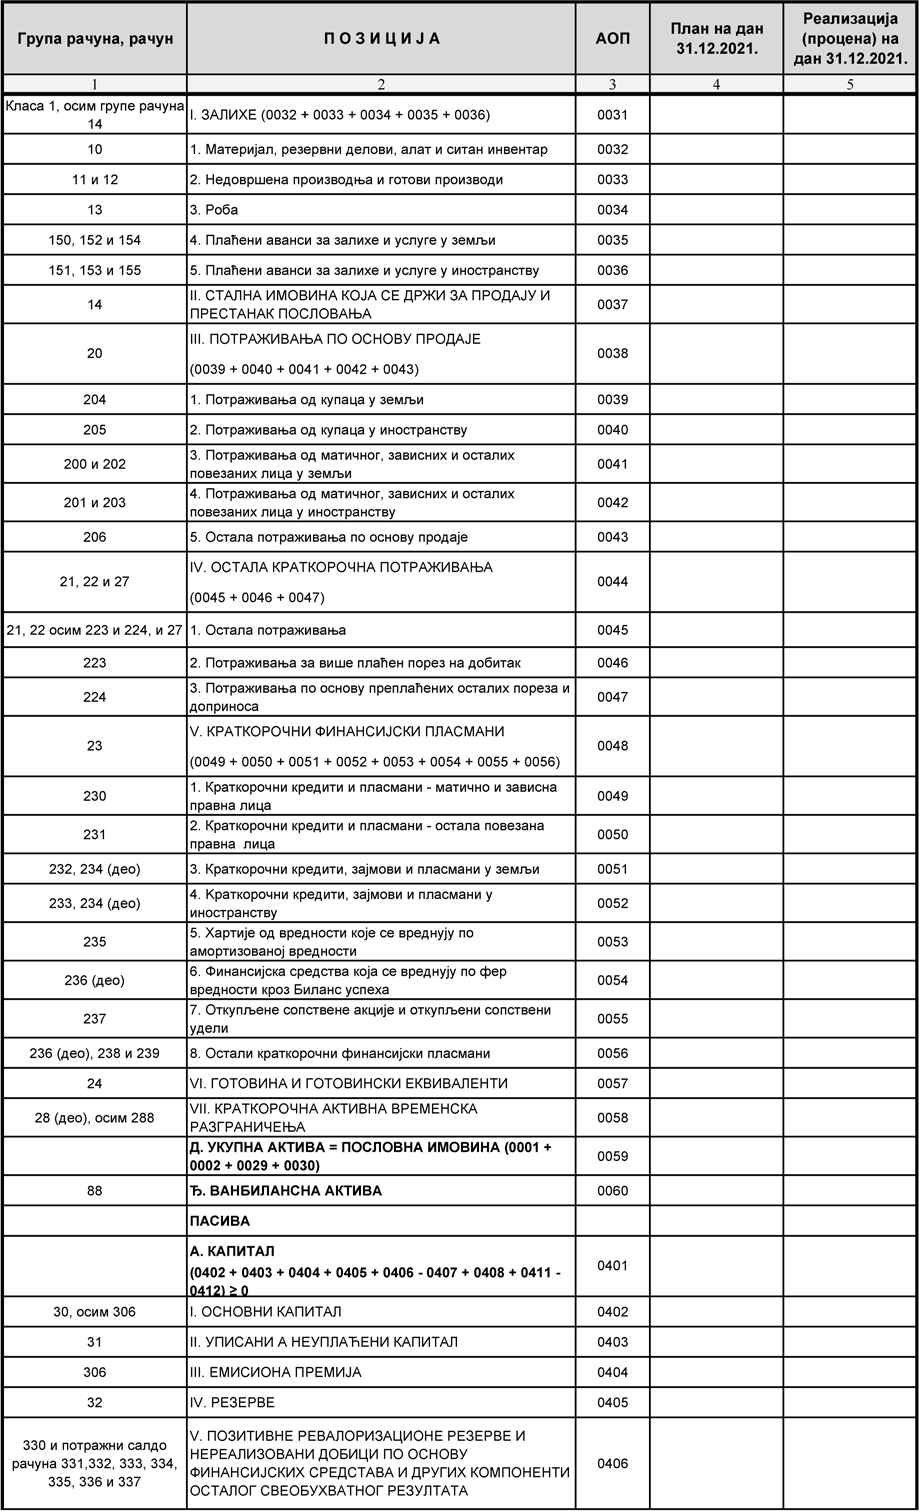 Група рачуна, рачун
П О З И Ц И Ј А
АОП
План на дан
31.12.2021.
Реализација
(процена) на
дан 31.12.2021.
1
2
3
4
5
Класа 1, осим групе рачуна
14
I. ЗАЛИХЕ (0032 + 0033 + 0034 + 0035 + 0036)
0031
10
1. Материјал, резервни делови, алат и ситан инвентар
0032
11 и 12
2. Недовршена производња и готови производи
0033
13
3. Роба
0034
150, 152 и 154
4. Плаћени аванси за залихе и услуге у земљи
0035
151, 153 и 155
5. Плаћени аванси за залихе и услуге у иностранству
0036
14
II. СТАЛНА ИМОВИНА КОЈА СЕ ДРЖИ ЗА ПРОДАЈУ И
ПРЕСТАНАК ПОСЛОВАЊА
0037
20
III. ПОТРАЖИВАЊА ПО ОСНОВУ ПРОДАЈЕ
(0039 + 0040 + 0041 + 0042 + 0043)
0038
204
1. Потраживања од купаца у земљи
0039
205
2. Потраживања од купаца у иностранству
0040
200 и 202
3. Потраживања од матичног, зависних и осталих
повезаних лица у земљи
0041
201 и 203
4. Потраживања од матичног, зависних и осталих
повезаних лица у иностранству
0042
206
5. Остала потраживања по основу продаје
0043
21, 22 и 27
IV. ОСТАЛА КРАТКОРОЧНА ПОТРАЖИВАЊА
(0045 + 0046 + 0047)
0044
21, 22 осим 223 и 224, и 27
1. Остала потраживања
0045
223
2. Потраживања за више плаћен порез на добитак
0046
224
3. Потраживања по основу преплаћених осталих пореза и
доприноса
0047
23
V. КРАТКОРОЧНИ ФИНАНСИЈСКИ ПЛАСМАНИ
(0049 + 0050 + 0051 + 0052 + 0053 + 0054 + 0055 + 0056)
0048
230
1. Краткорочни кредити и пласмани - матично и зависна
правна лица
0049
231
2. Краткорочни кредити и пласмани - остала повезана
правна лица
0050
232, 234 (део)
3. Краткорочни кредити, зајмови и пласмани у земљи
0051
233, 234 (део)
4. Краткорочни кредити, зајмови и пласмани у
иностранству
0052
235
5. Хартије од вредности које се вреднују по
амортизованој вредности
0053
236 (део)
6. Финансијска средства која се вреднују по фер
вредности кроз Биланс успеха
0054
237
7. Откупљене сопствене акције и откупљени сопствени
удели
0055
236 (део), 238 и 239
8. Остали краткорочни финансијски пласмани
0056
24
VI. ГОТОВИНА И ГОТОВИНСКИ ЕКВИВАЛЕНТИ
0057
28 (део), осим 288
VII. КРАТКОРОЧНА АКТИВНА ВРЕМЕНСКА
РАЗГРАНИЧЕЊА
0058
Д. УКУПНА АКТИВА = ПОСЛОВНА ИМОВИНА (0001 +
0002 + 0029 + 0030)
0059
88
Ђ. ВАНБИЛАНСНА АКТИВА
0060
ПАСИВА
А. КАПИТАЛ
(0402 + 0403 + 0404 + 0405 + 0406 - 0407 + 0408 + 0411 -
0412) ≥ 0
0401
30, осим 306
I. ОСНОВНИ КАПИТАЛ
0402
31
II. УПИСАНИ А НЕУПЛАЋЕНИ КАПИТАЛ
0403
306
III. ЕМИСИОНА ПРЕМИЈА
0404
32
IV. РЕЗЕРВЕ
0405
330 и потражни салдо
рачуна 331,332, 333, 334,
335, 336 и 337
V. ПОЗИТИВНЕ РЕВАЛОРИЗАЦИОНЕ РЕЗЕРВЕ И
НЕРЕАЛИЗОВАНИ ДОБИЦИ ПО ОСНОВУ
ФИНАНСИЈСКИХ СРЕДСТАВА И ДРУГИХ КОМПОНЕНТИ
ОСТАЛОГ СВЕОБУХВАТНОГ РЕЗУЛТАТА
0406